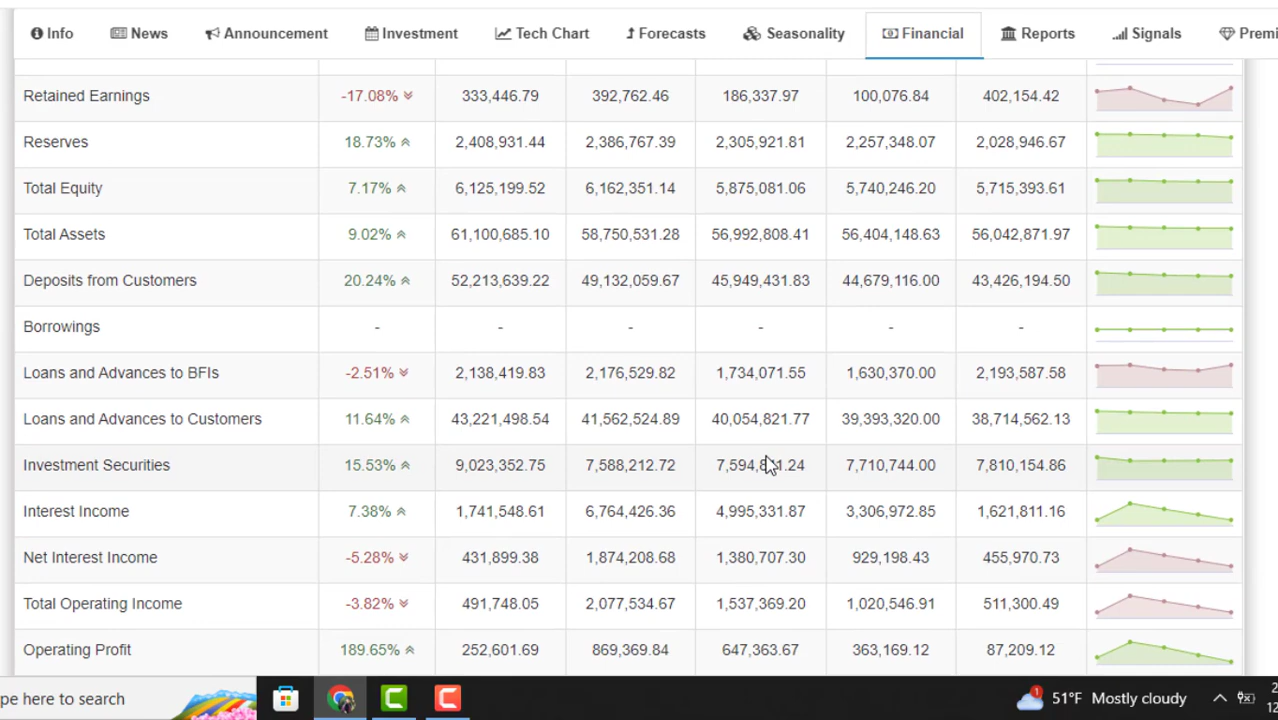 Info News Announcement Investment Tech Chart Forecasts Seasonality Financial Reports Signals Premi
Retained Earnings -17.08% 333,446.79 392,762.46 186,337.97 100,076.84 402,154.42
Reserves 18.73% 2,408,931.44 2,386,767.39 2,305,921.81 2,257,348.07 2,028,946.67
Total Equity 7.17% 6,125,199.52 6,162,351.14 5,875,081.06 5,740,246.20 5,715,393.61
Total Assets 9.02% 61,100,685.10 58,750,531.28 56,992,808.41 56,404,148.63 56,042,871.97
Deposits from Customers 20.24% 52,213,639.22 49,132,059.67 45,949,431.83 44,679,116.00 43,426,194.50
Borrowings - - - - - -
Loans and Advances to BFIs -2.51% 2,138,419.83 2,176,529.82 1,734,071.55 1,630,370.00 2,193,587.58
Loans and Advances to Customers 11.64% 43,221,498.54 41,562,524.89 40,054,821.77 39,393,320.00 38,714,562.13
Investment Securities 15.53% 9,023,352.75 7,588,212.72 7,710,744.00 7,810,154.86
Interest Income 7.38% 1,741,548.61 6,764,426.36 4,995,331.87 3,306,972.85 1,621,811.16
Net Interest Income -5.28% 431,899.38 1,874,208.68 1,380,707.30 929,198.43 455,970.73
Total Operating Income -3.82% 491,748.05 2,077,534.67 1,537,369.20 1,020,546.91 511,300.49
Operating Profit 189.65% 252,601.69 869,369.84 647,363.67 363,169.12 87,209.12
pe here to search 1 51°F Mostly cloudy